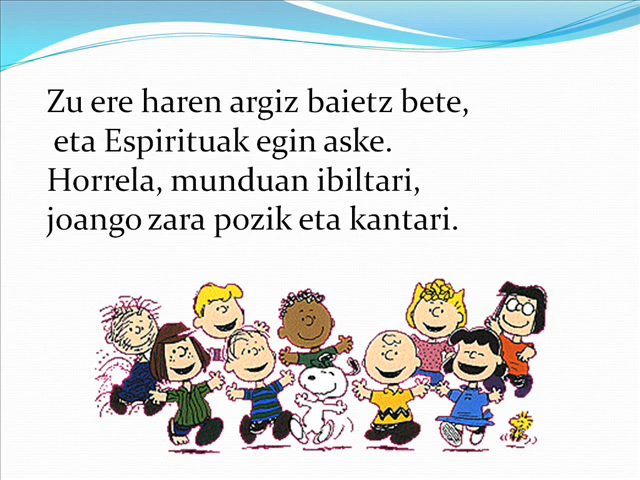 Zu ere haren argiz baietz bete,
eta Espirituak egin aske.
Horrela, munduan ibiltari,
joango zara pozik eta kantari.